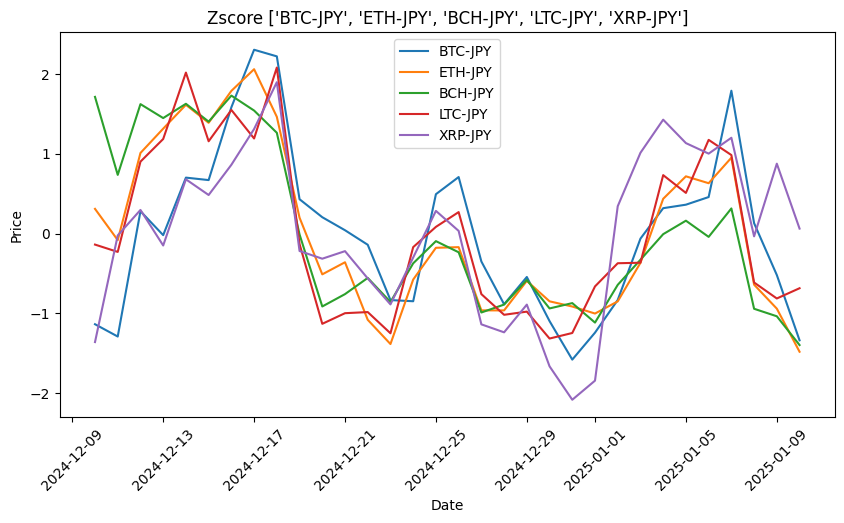 Zscore ['BTC-JPY', 'ETH-JPY', 'BCH-JPY', 'LTC-JPY', 'XRP-JPY']
BTC-JPY
ETH-JPY
BCH-JPY
LTC-JPY
XRP-JPY
Price
2
1
0
−1
−2
2024-12-09
2024-12-13
2024-12-17
2024-12-21
2024-12-25
2024-12-29
2025-01-01
2025-01-05
2025-01-09
Date